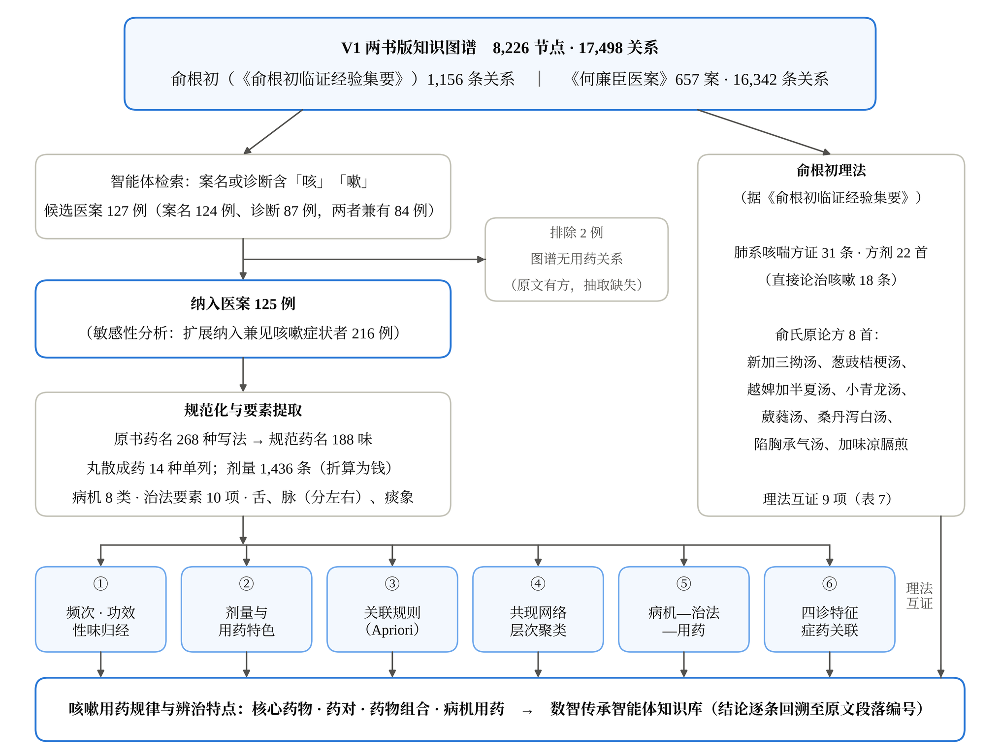 V1 两书版知识图谱 8,226 节点 · 17,498 关系
俞根初（《俞根初临证经验集要》）1,156 条关系 ｜ 《何廉臣医案》657 案 · 16,342 条关系
智能体检索：案名或诊断含「咳」「嗽」
候选医案 127 例（案名 124 例、诊断 87 例，两者兼有 84 例）
排除 2 例
图谱无用药关系
（原文有方，抽取缺失）
纳入医案 125 例
（敏感性分析：扩展纳入兼见咳嗽症状者 216 例）
规范化与要素提取
原书药名 268 种写法 → 规范药名 188 味
丸散成药 14 种单列；剂量 1,436 条（折算为钱）
病机 8 类 · 治法要素 10 项 · 舌、脉（分左右）、痰象
俞根初理法
（据《俞根初临证经验集要》）
肺系咳喘方证 31 条 · 方剂 22 首
（直接论治咳嗽 18 条）
俞氏原论方 8 首：
新加三拗汤、葱豉桔梗汤、
越婢加半夏汤、小青龙汤、
葳蕤汤、桑丹泻白汤、
陷胸承气汤、加味凉膈煎
理法互证 9 项（表 7）
①
频次 · 功效
性味归经
②
剂量与
用药特色
③
关联规则
（Apriori）
④
共现网络
层次聚类
⑤
病机—治法
—用药
⑥
四诊特征
症药关联
理法
互证
咳嗽用药规律与辨治特点：核心药物 · 药对 · 药物组合 · 病机用药 → 数智传承智能体知识库（结论逐条回溯至原文段落编号）